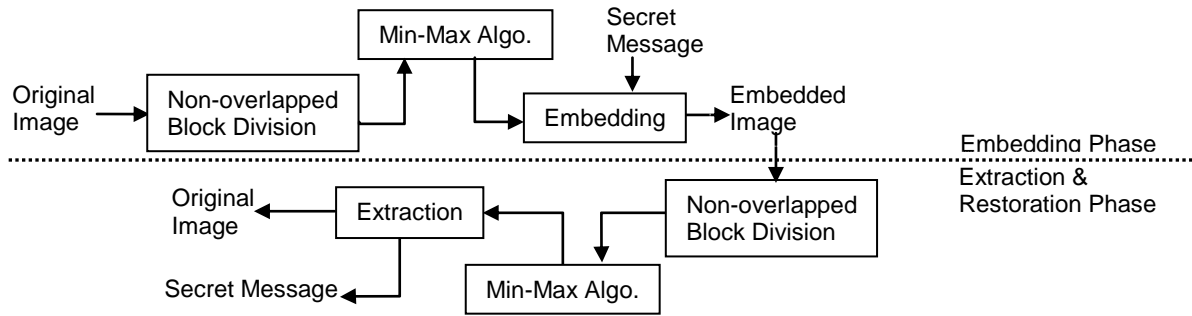 Min-Max Algo.
Secret
Message
Original
Image
Non-overlapped
Block Division
Embedding
Embedded
Image
Embedding Phase
Extraction &
Restoration Phase
Original
Image
Extraction
Non-overlapped
Block Division
Min-Max Algo.
Secret Message